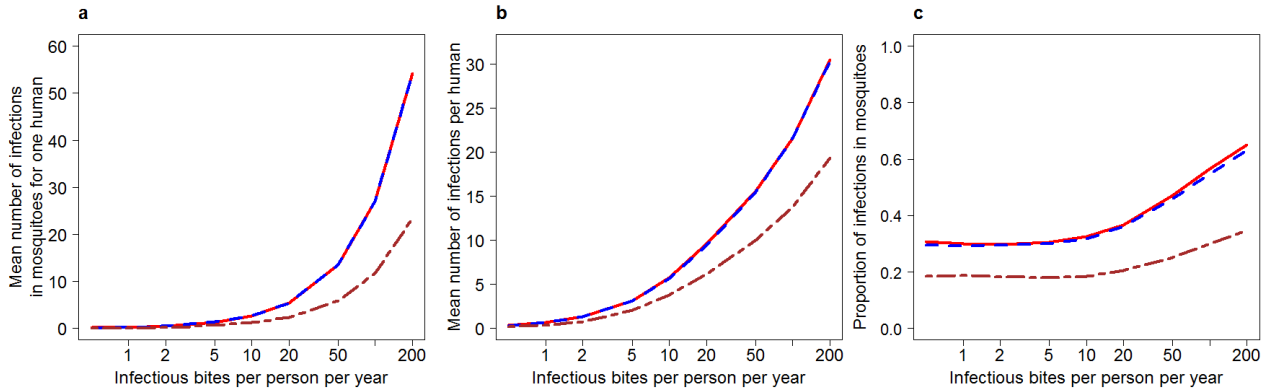 a
Mean number of infections
in mosquitoes for one human
60
50
40
30
20
10
0
1 2 5 10 20 50 200
Infectious bites per person per year
b
Mean number of infections per human
30
25
20
15
10
5
0
1 2 5 10 20 50 200
Infectious bites per person per year
c
Proportion of infections in mosquitoes
1.0
0.8
0.6
0.4
0.2
0.0
1 2 5 10 20 50 200
Infectious bites per person per year